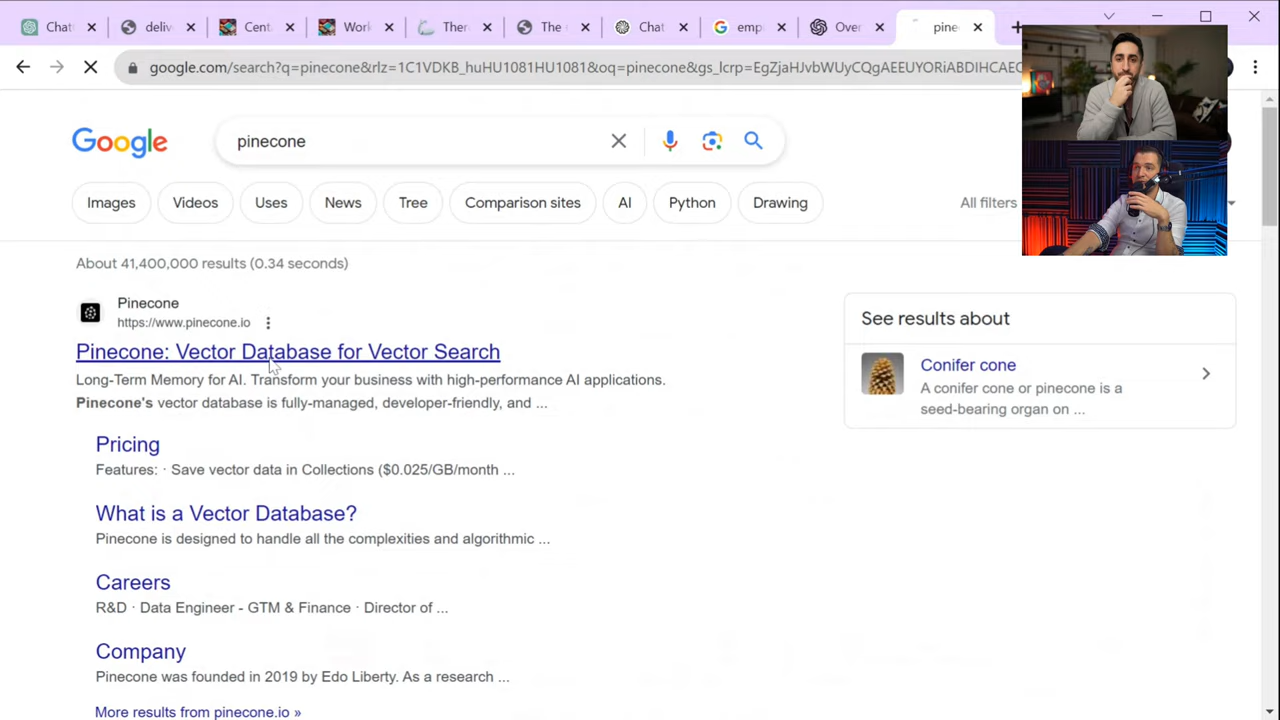 Chat
deliv
Cent
Work
Ther
The
Chat
emp
Over
pine
google.com/search?q=pinecone&rlz=1C1VDKB_huHU1081HU1081&oq=pinecone&gs_lcrp=EgZjaHJvbWUyCQgAEEUYORiABDIHCAEC
Google
pinecone
Images
Videos
Uses
News
Tree
Comparison sites
AI
Python
Drawing
All filters
About 41,400,000 results (0.34 seconds)
Pinecone
https://www.pinecone.io
Pinecone: Vector Database for Vector Search
Long-Term Memory for AI. Transform your business with high-performance AI applications.
Pinecone's vector database is fully-managed, developer-friendly, and ...
Pricing
Features: · Save vector data in Collections ($0.025/GB/month ...
What is a Vector Database?
Pinecone is designed to handle all the complexities and algorithmic ...
Careers
R&D · Data Engineer - GTM & Finance · Director of ...
Company
Pinecone was founded in 2019 by Edo Liberty. As a research ...
More results from pinecone.io »
See results about
Conifer cone
A conifer cone or pinecone is a
seed-bearing organ on ...